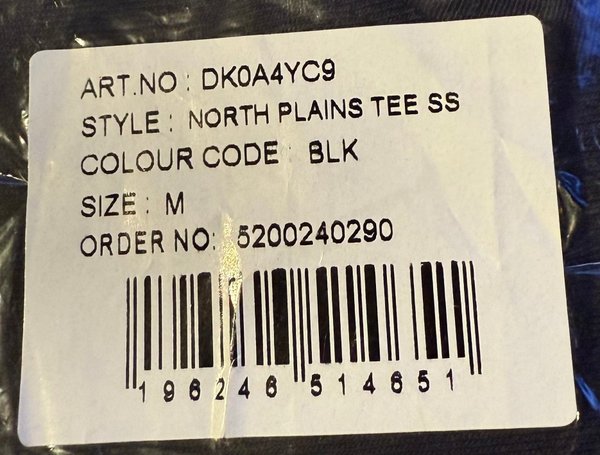 ART.NO : DK0A4YC9
STYLE : NORTH PLAINS TEE SS
COLOUR CODE : BLK
SIZE : M
ORDER NO: 5200240290
196246 514651